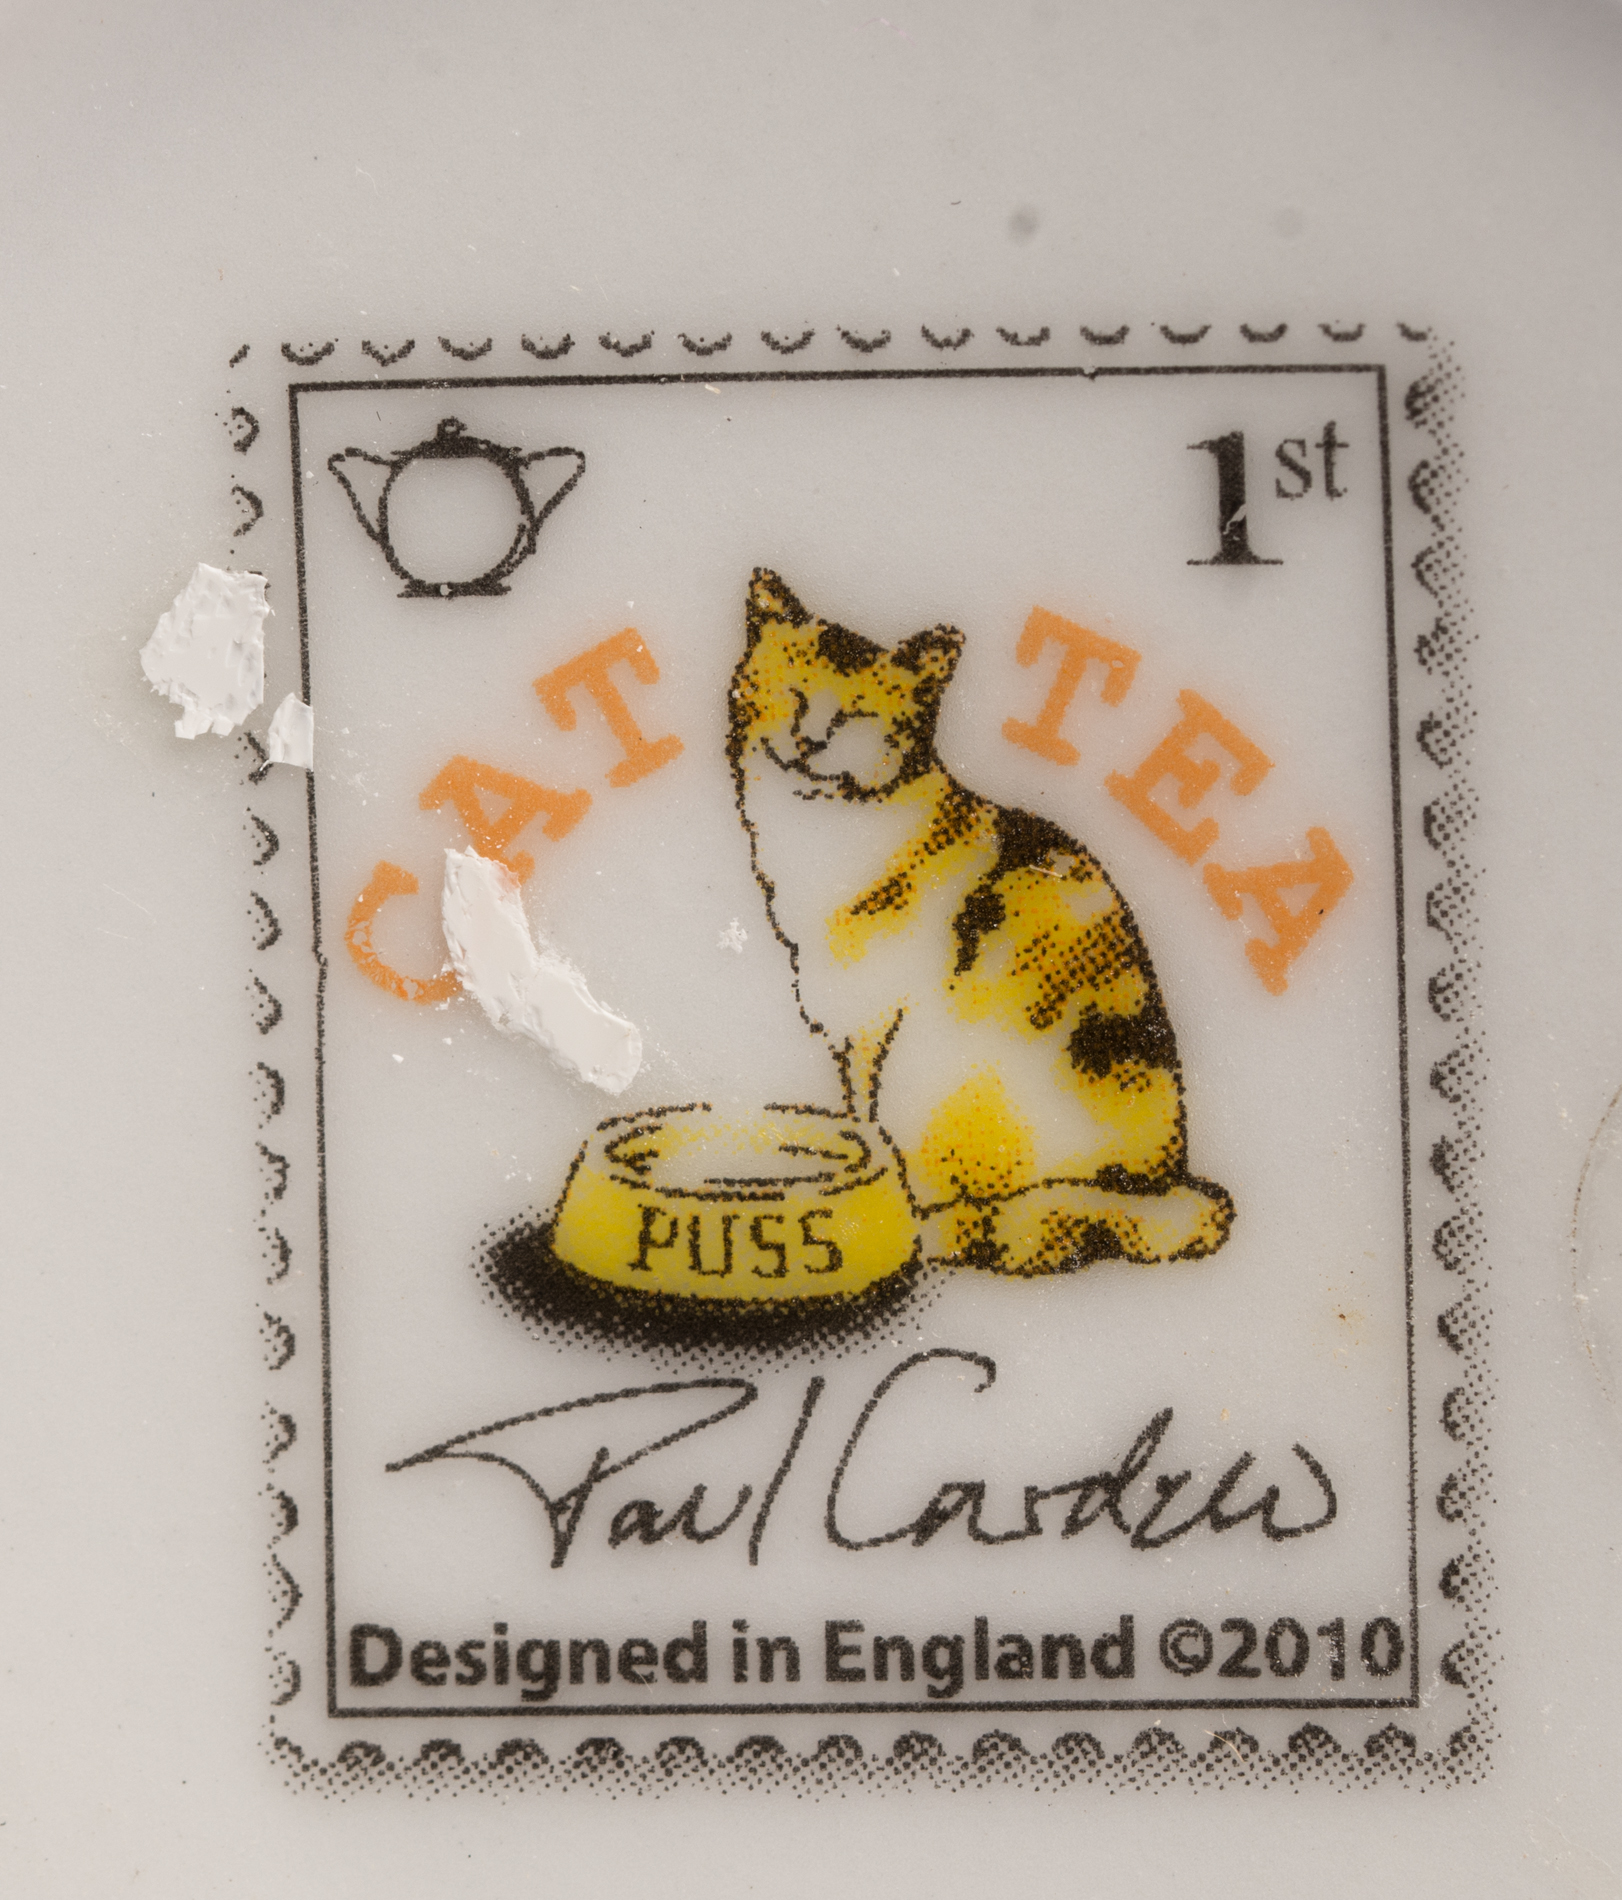 1st
CAT TEA
PUSS
Paul Cardew
Designed in England ©2010